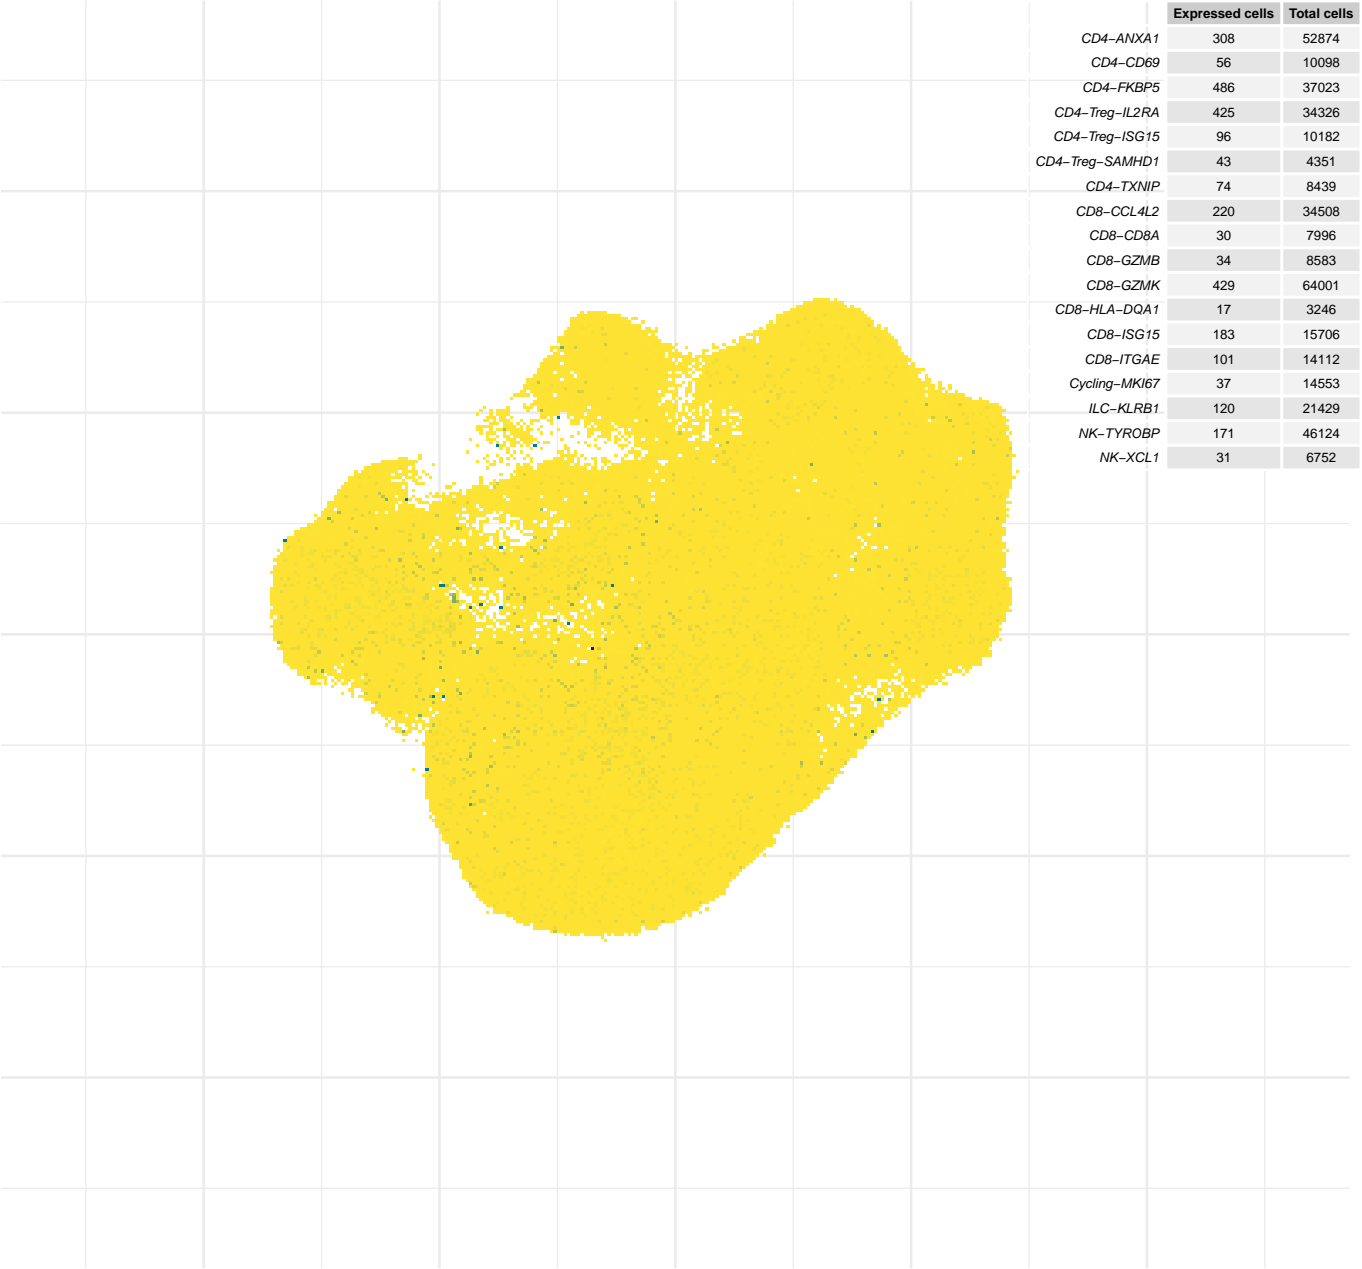 Expressed cells Total cells
CD4−ANXA1 308 52874
CD4−CD69 56 10098
CD4−FKBP5 486 37023
CD4−Treg−IL2RA 425 34326
CD4−Treg−ISG15 96 10182
CD4−Treg−SAMHD1 43 4351
CD4−TXNIP 74 8439
CD8−CCL4L2 220 34508
CD8−CD8A 30 7996
CD8−GZMB 34 8583
CD8−GZMK 429 64001
CD8−HLA−DQA1 17 3246
CD8−ISG15 183 15706
CD8−ITGAE 101 14112
Cycling−MKI67 37 14553
ILC−KLRB1 120 21429
NK−TYROBP 171 46124
NK−XCL1 31 6752